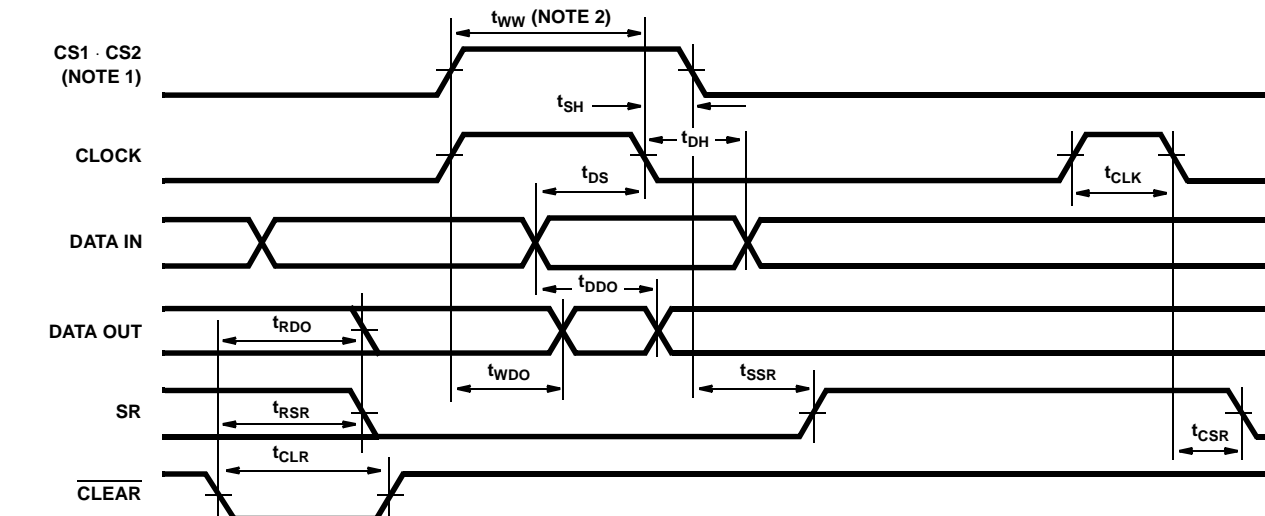 tWW (NOTE 2)
CS1 · CS2
(NOTE 1)
tSH
tDH
CLOCK
tDS
tCLK
DATA IN
tDDO
DATA OUT
tRDO
tWDO
tSSR
SR
tRSR
tCSR
tCLR
CLEAR